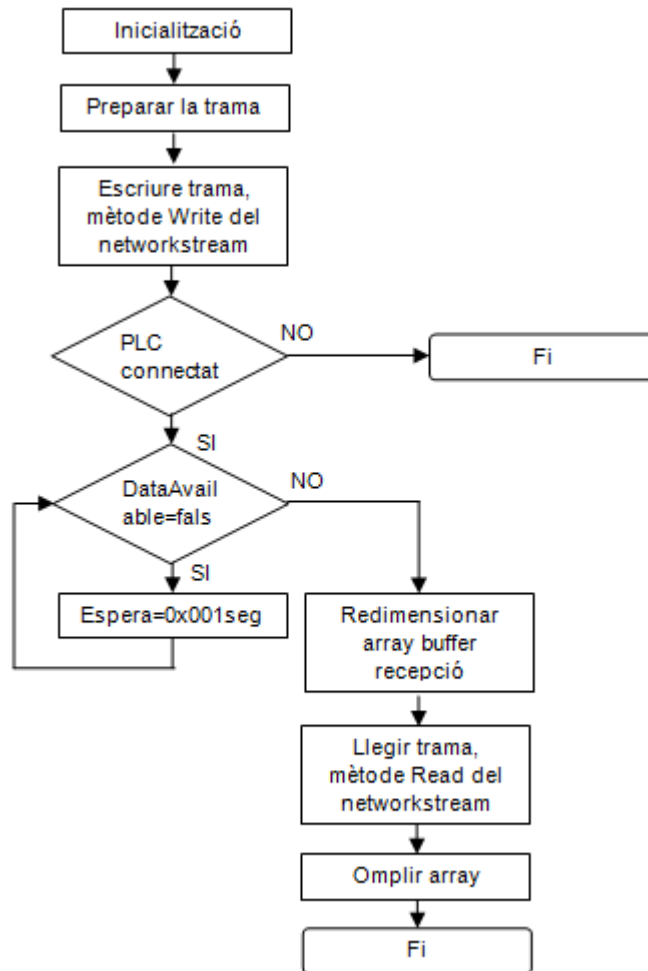 Inicialització
Preparar la trama
Escriure trama,
mètode Write del
networkstream
PLC
connectat
NO
Fi
SI
DataAvail
able=fals
NO
SI
Espera=0x001seg
Redimensionar
array buffer
recepció
Llegir trama,
mètode Read del
networkstream
Omplir array
Fi